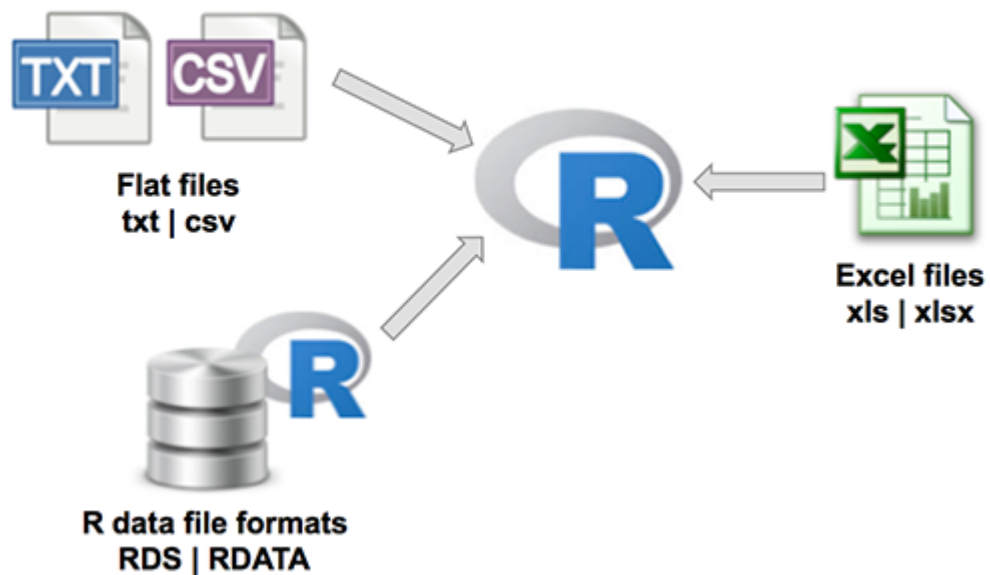 TXT
CSV
Flat files
txt | csv
R
Excel files
xls | xlsx
R
R data file formats
RDS | RDATA